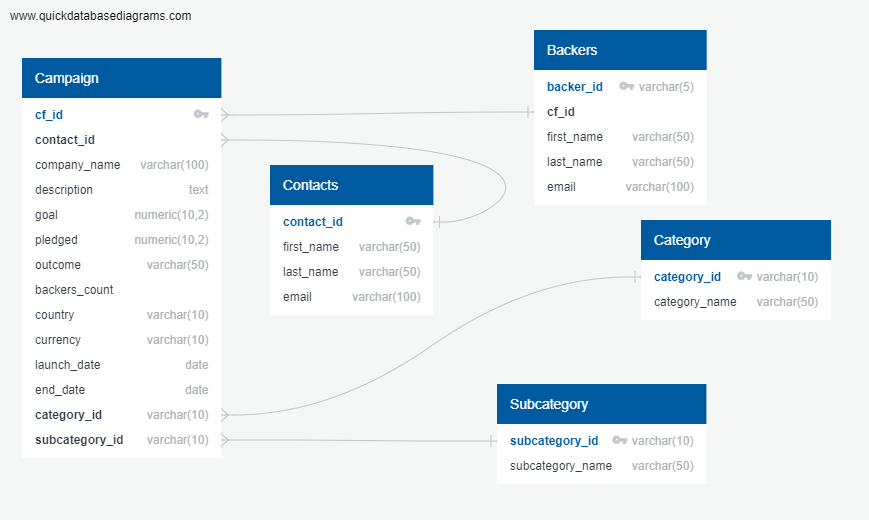 www.quickdatabasediagrams.com
Campaign
cf_id
contact_id
company_name varchar(100)
description text
goal numeric(10,2)
pledged numeric(10,2)
outcome varchar(50)
backers_count
country varchar(10)
currency varchar(10)
launch_date date
end_date date
category_id varchar(10)
subcategory_id varchar(10)
Contacts
contact_id
first_name varchar(50)
last_name varchar(50)
email varchar(100)
Backers
backer_id varchar(5)
cf_id
first_name varchar(50)
last_name varchar(50)
email varchar(100)
Category
category_id varchar(10)
category_name varchar(50)
Subcategory
subcategory_id varchar(10)
subcategory_name varchar(50)